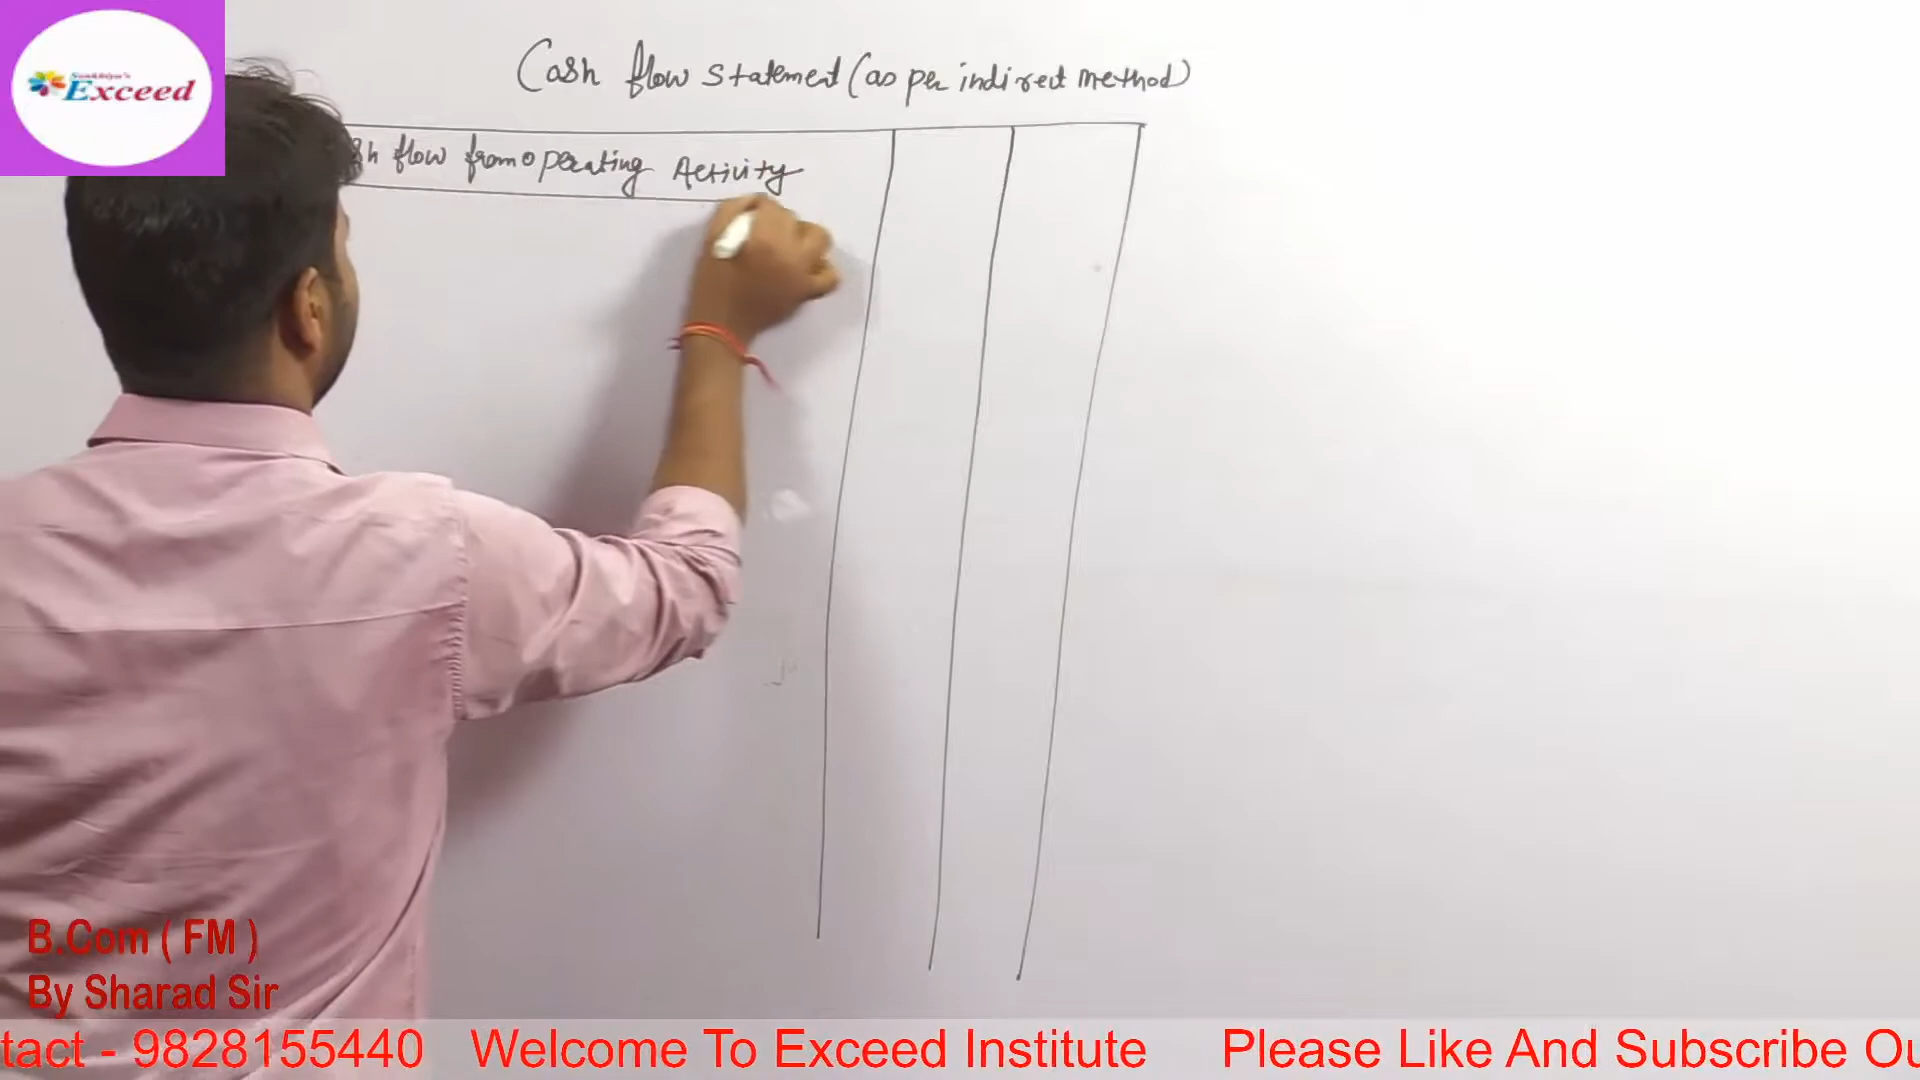 Exceed
Cash flow statement (as per indirect method)
sh flow from operating Activity
B.Com ( FM )
By Sharad Sir
tact - 9828155440 Welcome To Exceed Institute Please Like And Subscribe Ou